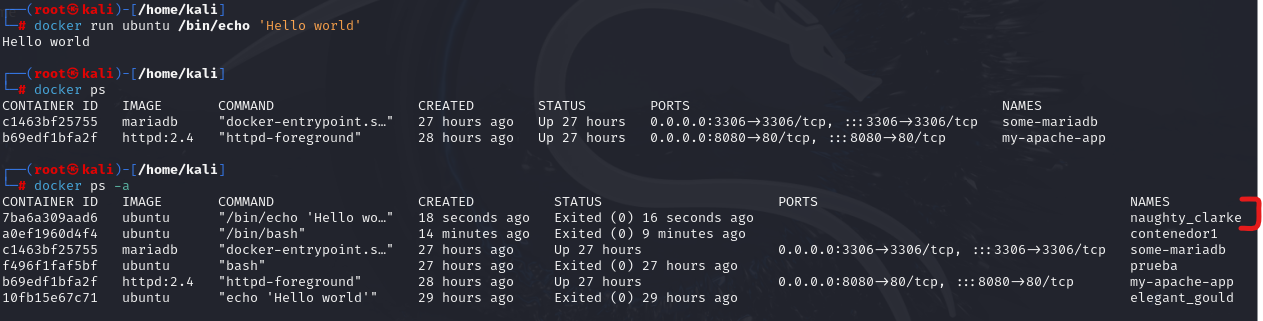 ┌──(root㉿kali)-[/home/kali]
└─# docker run ubuntu /bin/echo 'Hello world'
Hello world
┌──(root㉿kali)-[/home/kali]
└─# docker ps
CONTAINER ID   IMAGE       COMMAND                  CREATED        STATUS        PORTS                                       NAMES
c1463bf25755   mariadb     "docker-entrypoint.s…"   27 hours ago   Up 27 hours   0.0.0.0:3306->3306/tcp, :::3306->3306/tcp   some-mariadb
b69edf1bfa2f   httpd:2.4   "httpd-foreground"       28 hours ago   Up 27 hours   0.0.0.0:8080->80/tcp, :::8080->80/tcp       my-apache-app
┌──(root㉿kali)-[/home/kali]
└─# docker ps -a
CONTAINER ID   IMAGE       COMMAND                  CREATED          STATUS                      PORTS                                       NAMES
7ba6a309aad6   ubuntu      "/bin/echo 'Hello wo…"   18 seconds ago   Exited (0) 16 seconds ago                                               naughty_clarke
a0ef1960d4f4   ubuntu      "/bin/bash"              14 minutes ago   Exited (0) 9 minutes ago                                                contenedor1
c1463bf25755   mariadb     "docker-entrypoint.s…"   27 hours ago     Up 27 hours                 0.0.0.0:3306->3306/tcp, :::3306->3306/tcp   some-mariadb
f496f1faf5bf   ubuntu      "bash"                   27 hours ago     Exited (0) 27 hours ago                                                 prueba
b69edf1bfa2f   httpd:2.4   "httpd-foreground"       28 hours ago     Up 27 hours                 0.0.0.0:8080->80/tcp, :::8080->80/tcp       my-apache-app
10fb15e67c71   ubuntu      "echo 'Hello world'"     29 hours ago     Exited (0) 29 hours ago                                                 elegant_gould